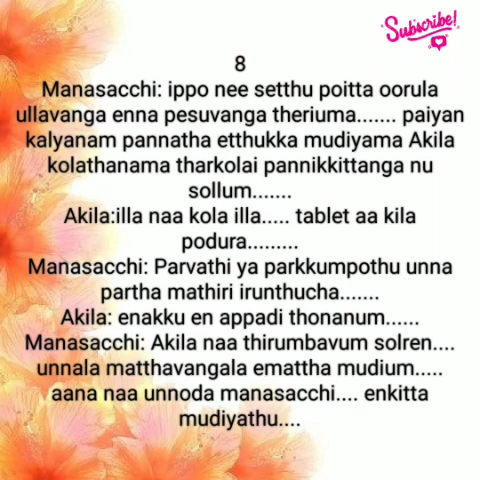 Subscribe!
8
Manasacchi: ippo nee setthu poitta oorula
ullavanga enna pesuvanga theriuma....... paiyan
kalyanam pannatha etthukka mudiyama Akila
kolathanama tharkolai pannikkittanga nu
sollum.......
Akila:illa naa kola illa..... tablet aa kila
podura.........
Manasacchi: Parvathi ya parkkumpothu unna
partha mathiri irunthucha.......
Akila: enakku en appadi thonanum......
Manasacchi: Akila naa thirumbavum solren....
unnala matthavangala emattha mudium.....
aana naa unnoda manasacchi.... enkitta
mudiyathu....